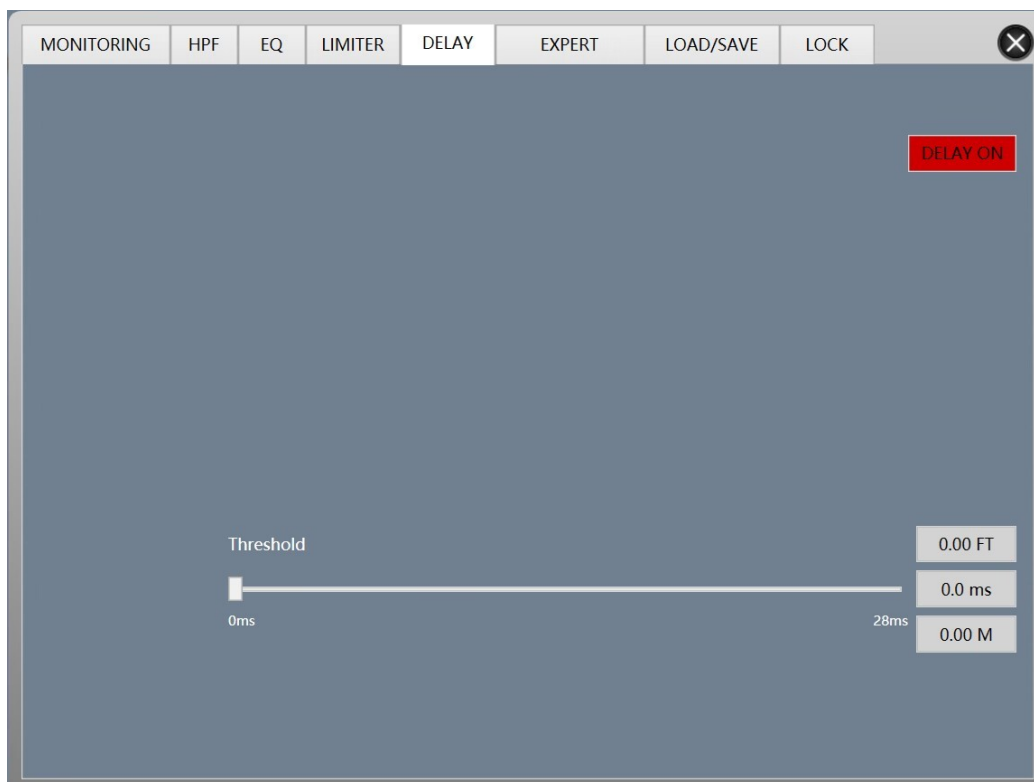 MONITORING HPF EQ LIMITER DELAY EXPERT LOAD/SAVE LOCK
DELAY ON
Threshold
0.00 FT
0.0 ms
0ms 28ms
0.00 M